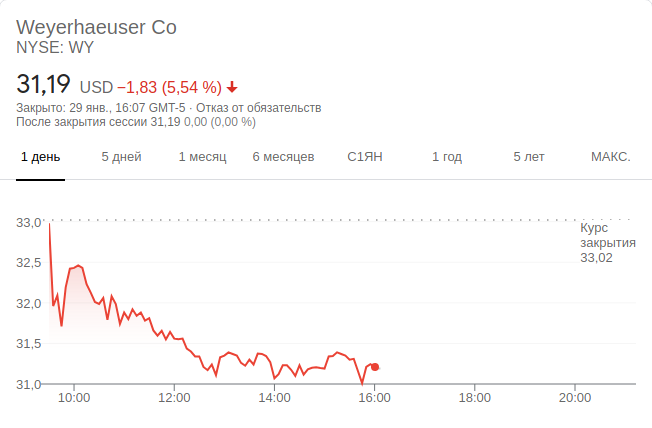 Weyerhaeuser Co
NYSE: WY
31,19 USD −1,83 (5,54 %)
Закрыто: 29 янв., 16:07 GMT-5 · Отказ от обязательств
После закрытия сессии 31,19 0,00 (0,00 %)
1 день 5 дней 1 месяц 6 месяцев С1ЯН 1 год 5 лет МАКС.
33,0
Курс
закрытия
33,02
32,5
32,0
31,5
31,0
10:00 12:00 14:00 16:00 18:00 20:00